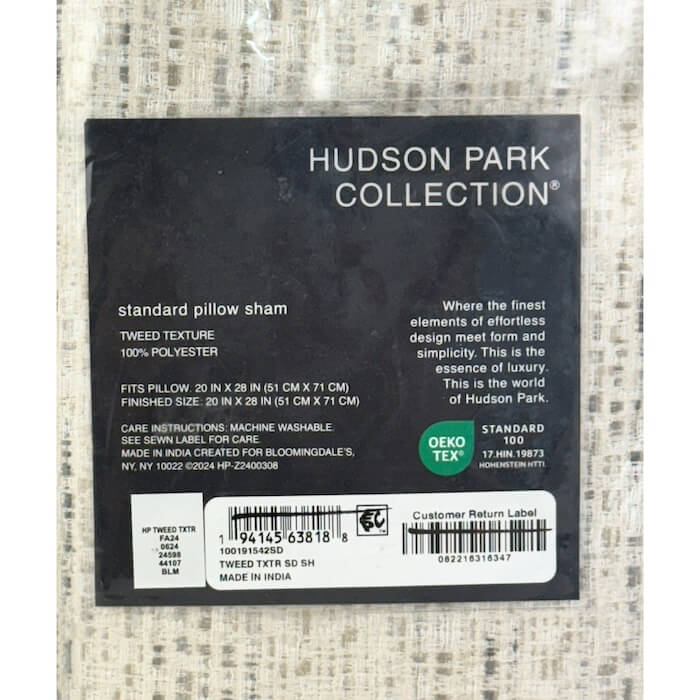 HUDSON PARK
COLLECTION®
standard pillow sham
TWEED TEXTURE
100% POLYESTER
FITS PILLOW: 20 IN X 28 IN (51 CM X 71 CM)
FINISHED SIZE: 20 IN X 28 IN (51 CM X 71 CM)
CARE INSTRUCTIONS: MACHINE WASHABLE.
SEE SEWN LABEL FOR CARE.
MADE IN INDIA CREATED FOR BLOOMINGDALE'S,
NY, NY 10022 ©2024 HP-Z2400308
Where the finest
elements of effortless
design meet form and
simplicity. This is the
essence of luxury.
This is the world
of Hudson Park.
OEKO
TEX®
STANDARD
100
17.HIN.19873
HOHENSTEIN HTTI
HP TWEED TXTR
FA24
0624
24598
44107
BLM
1 94145 63818 8
100191542SD
TWEED TXTR SD SH
MADE IN INDIA
Customer Return Label
082216316347